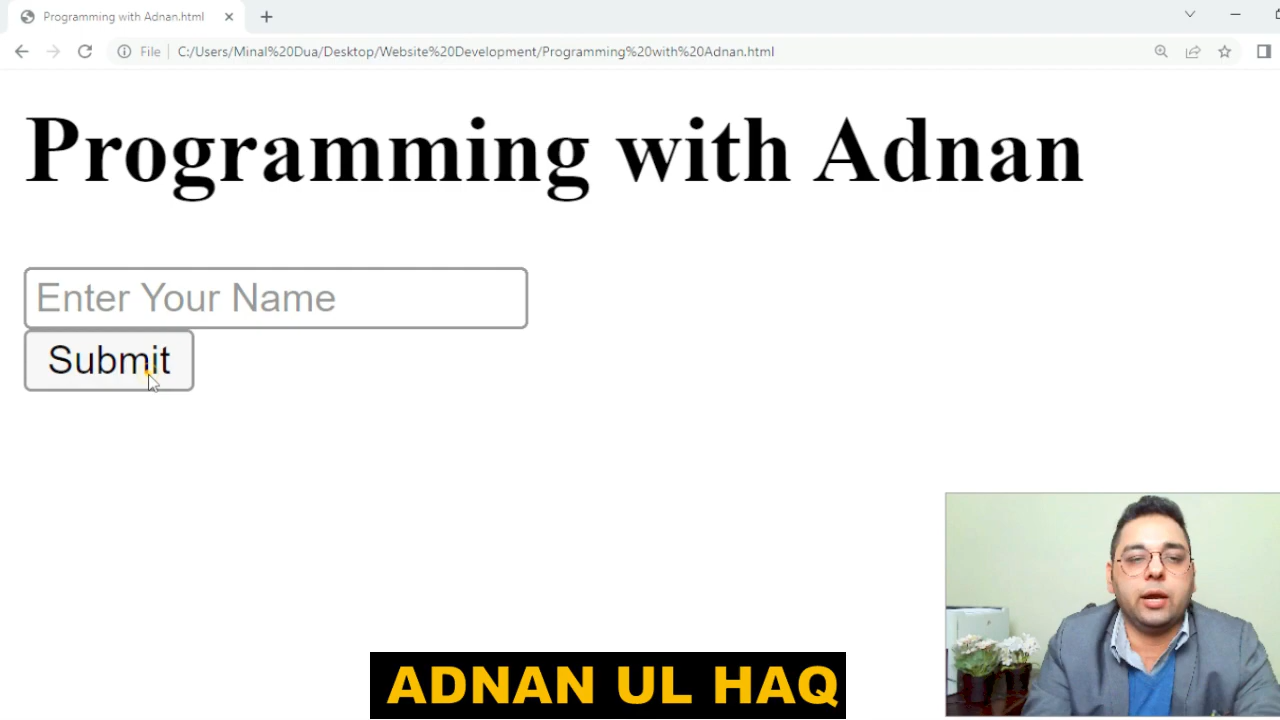 Programming with Adnan.html
File C:/Users/Minal%20Dua/Desktop/Website%20Development/Programming%20with%20Adnan.html
Programming with Adnan
Enter Your Name
Submit
ADNAN UL HAQ